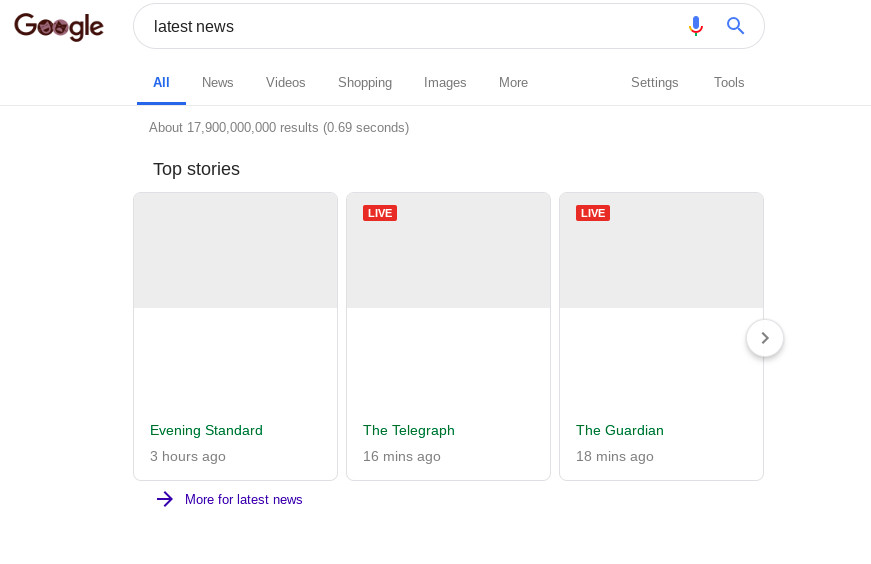 Google
latest news
All News Videos Shopping Images More Settings Tools
About 17,900,000,000 results (0.69 seconds)
Top stories
LIVE LIVE
Evening Standard The Telegraph The Guardian
3 hours ago 16 mins ago 18 mins ago
More for latest news